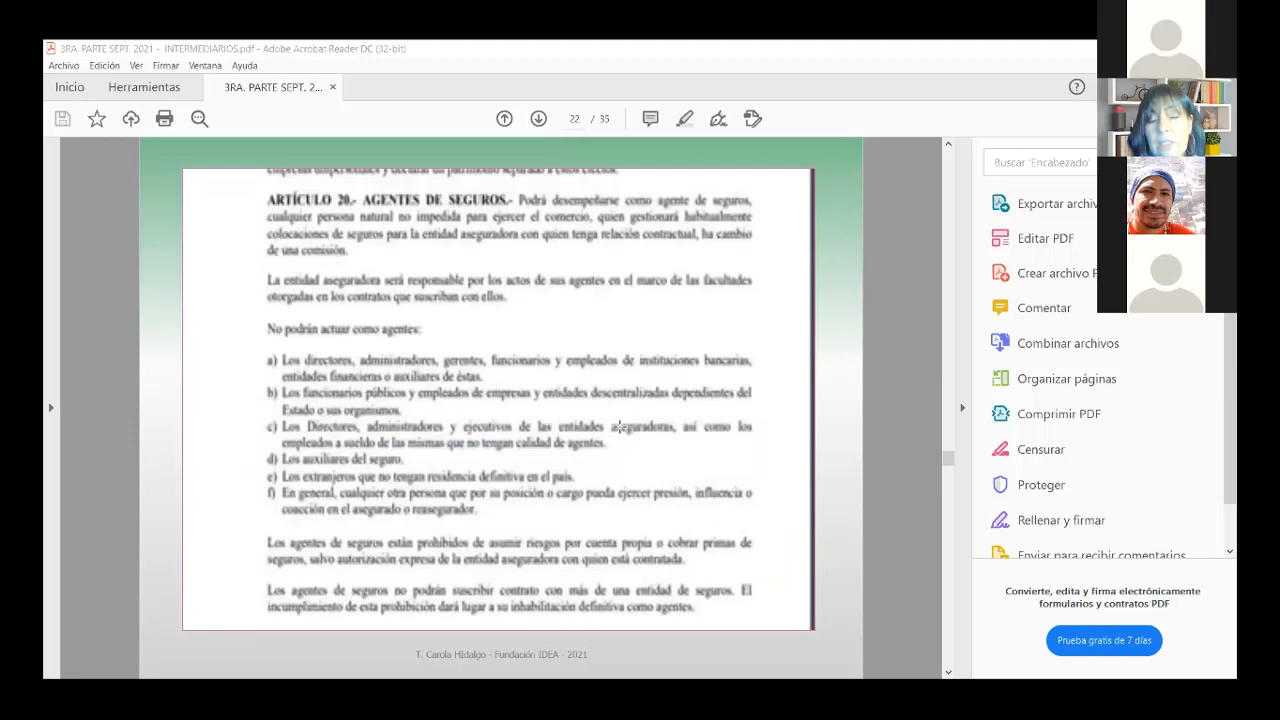 3RA. PARTE SEPT. 2021 - INTERMEDIARIOS.pdf - Adobe Acrobat Reader DC (32-bit)
Archivo Edición Ver Firmar Ventana Ayuda
Inicio Herramientas 3RA. PARTE SEPT. 2... ×
22 / 35
empresas unipersonales y declarar un patrimonio separado a estos efectos.
ARTÍCULO 20.- AGENTES DE SEGUROS.- Podrá desempeñarse como agente de seguros,
cualquier persona natural no impedida para ejercer el comercio, quien gestionará habitualmente
colocaciones de seguros para la entidad aseguradora con quien tenga relación contractual, ha cambio
de una comisión.
La entidad aseguradora será responsable por los actos de sus agentes en el marco de las facultades
otorgadas en los contratos que suscriban con ellos.
No podrán actuar como agentes:
a) Los directores, administradores, gerentes, funcionarios y empleados de instituciones bancarias,
entidades financieras o auxiliares de éstas.
b) Los funcionarios públicos y empleados de empresas y entidades descentralizadas dependientes del
Estado o sus organismos.
c) Los Directores, administradores y ejecutivos de las entidades aseguradoras, así como los
empleados a sueldo de las mismas que no tengan calidad de agentes.
d) Los auxiliares del seguro.
e) Los extranjeros que no tengan residencia definitiva en el país.
f) En general, cualquier otra persona que por su posición o cargo pueda ejercer presión, influencia o
coacción en el asegurado o reasegurador.
Los agentes de seguros están prohibidos de asumir riesgos por cuenta propia o cobrar primas de
seguros, salvo autorización expresa de la entidad aseguradora con quien está contratada.
Los agentes de seguros no podrán suscribir contrato con más de una entidad de seguros. El
incumplimiento de esta prohibición dará lugar a su inhabilitación definitiva como agentes.
T. Carola HIdalgo - Fundación IDEA - 2021
Buscar 'Encabezado'
Exportar archiv
Editar PDF
Crear archivo P
Comentar
Combinar archivos
Organizar páginas
Comprimir PDF
Censurar
Proteger
Rellenar y firmar
Enviar para recibir comentarios
Convierte, edita y firma electrónicamente
formularios y contratos PDF
Prueba gratis de 7 días